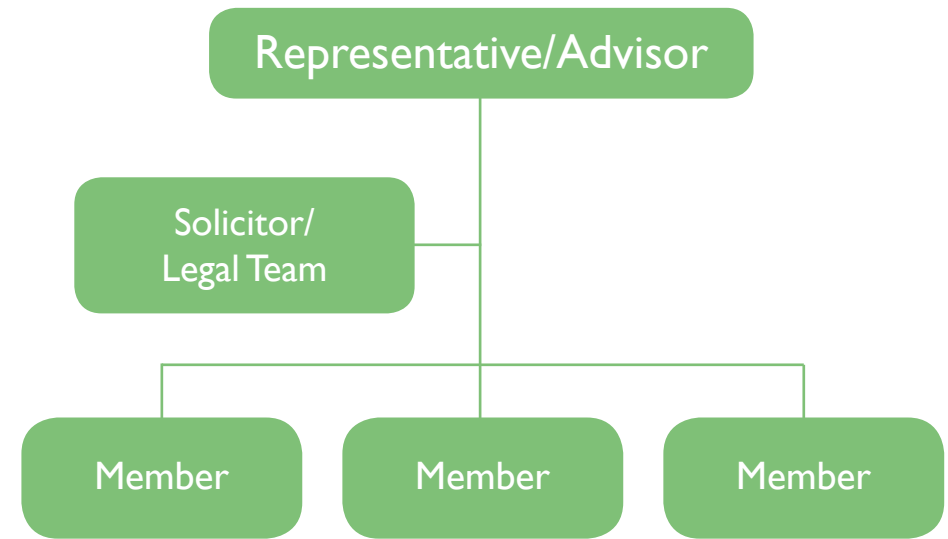 Representative/Advisor
Solicitor/
Legal Team
Member
Member
Member